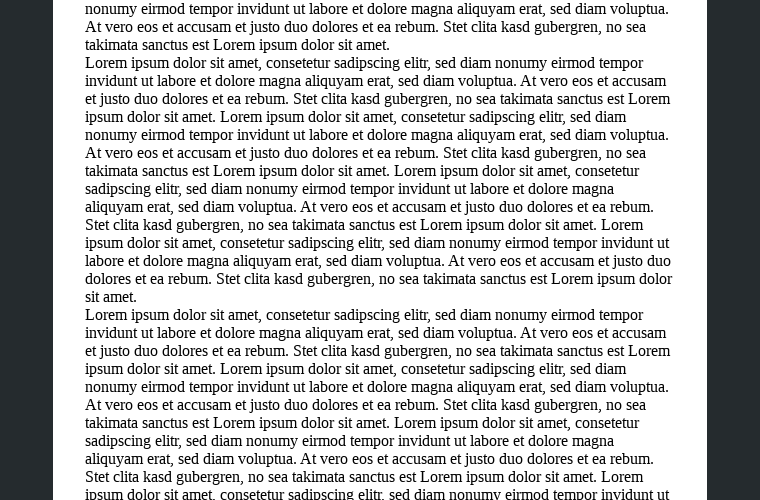 nonumy eirmod tempor invidunt ut labore et dolore magna aliquyam erat, sed diam voluptua.
At vero eos et accusam et justo duo dolores et ea rebum. Stet clita kasd gubergren, no sea
takimata sanctus est Lorem ipsum dolor sit amet.
Lorem ipsum dolor sit amet, consetetur sadipscing elitr, sed diam nonumy eirmod tempor
invidunt ut labore et dolore magna aliquyam erat, sed diam voluptua. At vero eos et accusam
et justo duo dolores et ea rebum. Stet clita kasd gubergren, no sea takimata sanctus est Lorem
ipsum dolor sit amet. Lorem ipsum dolor sit amet, consetetur sadipscing elitr, sed diam
nonumy eirmod tempor invidunt ut labore et dolore magna aliquyam erat, sed diam voluptua.
At vero eos et accusam et justo duo dolores et ea rebum. Stet clita kasd gubergren, no sea
takimata sanctus est Lorem ipsum dolor sit amet. Lorem ipsum dolor sit amet, consetetur
sadipscing elitr, sed diam nonumy eirmod tempor invidunt ut labore et dolore magna
aliquyam erat, sed diam voluptua. At vero eos et accusam et justo duo dolores et ea rebum.
Stet clita kasd gubergren, no sea takimata sanctus est Lorem ipsum dolor sit amet. Lorem
ipsum dolor sit amet, consetetur sadipscing elitr, sed diam nonumy eirmod tempor invidunt ut
labore et dolore magna aliquyam erat, sed diam voluptua. At vero eos et accusam et justo duo
dolores et ea rebum. Stet clita kasd gubergren, no sea takimata sanctus est Lorem ipsum dolor
sit amet.
Lorem ipsum dolor sit amet, consetetur sadipscing elitr, sed diam nonumy eirmod tempor
invidunt ut labore et dolore magna aliquyam erat, sed diam voluptua. At vero eos et accusam
et justo duo dolores et ea rebum. Stet clita kasd gubergren, no sea takimata sanctus est Lorem
ipsum dolor sit amet. Lorem ipsum dolor sit amet, consetetur sadipscing elitr, sed diam
nonumy eirmod tempor invidunt ut labore et dolore magna aliquyam erat, sed diam voluptua.
At vero eos et accusam et justo duo dolores et ea rebum. Stet clita kasd gubergren, no sea
takimata sanctus est Lorem ipsum dolor sit amet. Lorem ipsum dolor sit amet, consetetur
sadipscing elitr, sed diam nonumy eirmod tempor invidunt ut labore et dolore magna
aliquyam erat, sed diam voluptua. At vero eos et accusam et justo duo dolores et ea rebum.
Stet clita kasd gubergren, no sea takimata sanctus est Lorem ipsum dolor sit amet. Lorem
ipsum dolor sit amet, consetetur sadipscing elitr, sed diam nonumy eirmod tempor invidunt ut